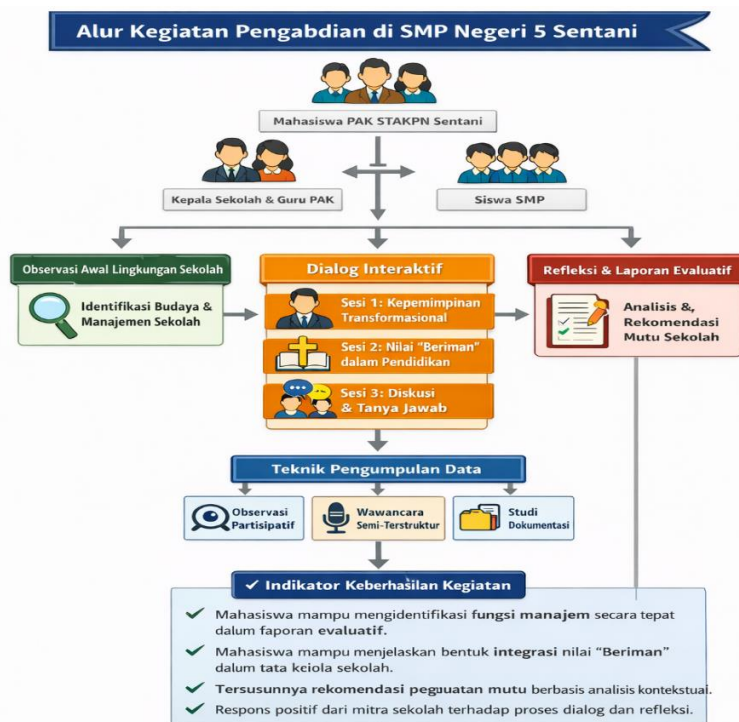 Alur Kegiatan Pengabdian di SMP Negeri 5 Sentani
Mahasiswa PAK STAKPN Sentani
Kepala Sekolah & Guru PAK
Siswa SMP
Observasi Awal Lingkungan Sekolah
Identifikasi Budaya &
Manajemen Sekolah
Dialog Interaktif
Sesi 1: Kepemimpinan
Transformasional
Sesi 2: Nilai “Beriman”
dalam Pendidikan
Sesi 3: Diskusi
& Tanya Jawab
Refleksi & Laporan Evaluatif
Analisis &,
Rekomendasi
Mutu Sekolah
Teknik Pengumpulan Data
Observasi
Partisipatif
Wawancara
Semi-Terstruktur
Studi
Dokumentasi
✓ Indikator Keberhasilan Kegiatan
✓ Mahasiswa mampu mengidentifikasi fungsi manajem secara tepat
dalam faporan evaluatif.
✓ Mahasiswa mampu menjelaskan bentuk integrasi nilai “Beriman”
dalam tata keiola sekolah.
✓ Tersusunnya rekomendasi peguatan mutu berbasis analisis kontekstuai.
✓ Respons positif dari mitra sekolah terhadap proses dialog dan refleksi.